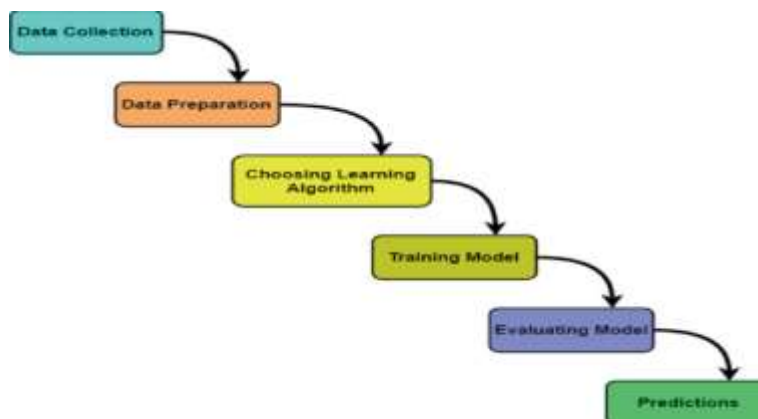 Data Collection
Data Preparation
Choosing Learning
Algorithm
Training Model
Evaluating Model
Predictions